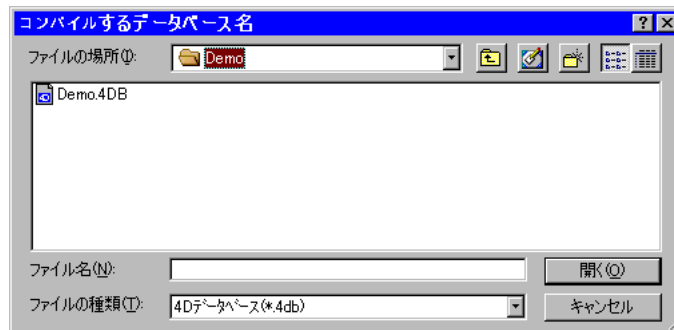 コンパイルするデータベース名
ファイルの場所(I):
Demo
Demo.4DB
ファイル名(N):
開く(O)
ファイルの種類(T):
4Dデータベース(*.4db)
キャンセル